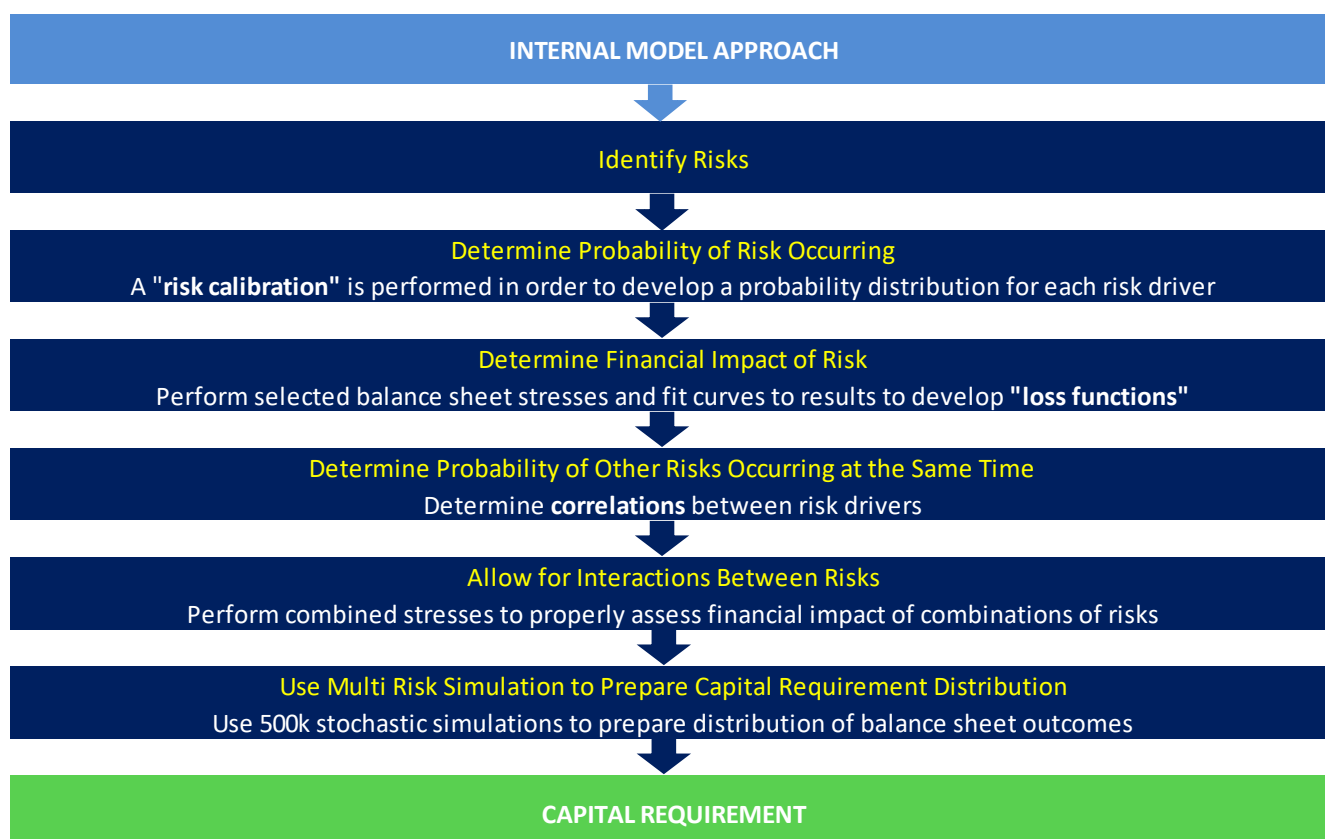 INTERNAL MODEL APPROACH
Identify Risks
Determine Probability of Risk Occurring
A "risk calibration" is performed in order to develop a probability distribution for each risk driver
Determine Financial Impact of Risk
Perform selected balance sheet stresses and fit curves to results to develop "loss functions"
Determine Probability of Other Risks Occurring at the Same Time
Determine correlations between risk drivers
Allow for Interactions Between Risks
Perform combined stresses to properly assess financial impact of combinations of risks
Use Multi Risk Simulation to Prepare Capital Requirement Distribution
Use 500k stochastic simulations to prepare distribution of balance sheet outcomes
CAPITAL REQUIREMENT